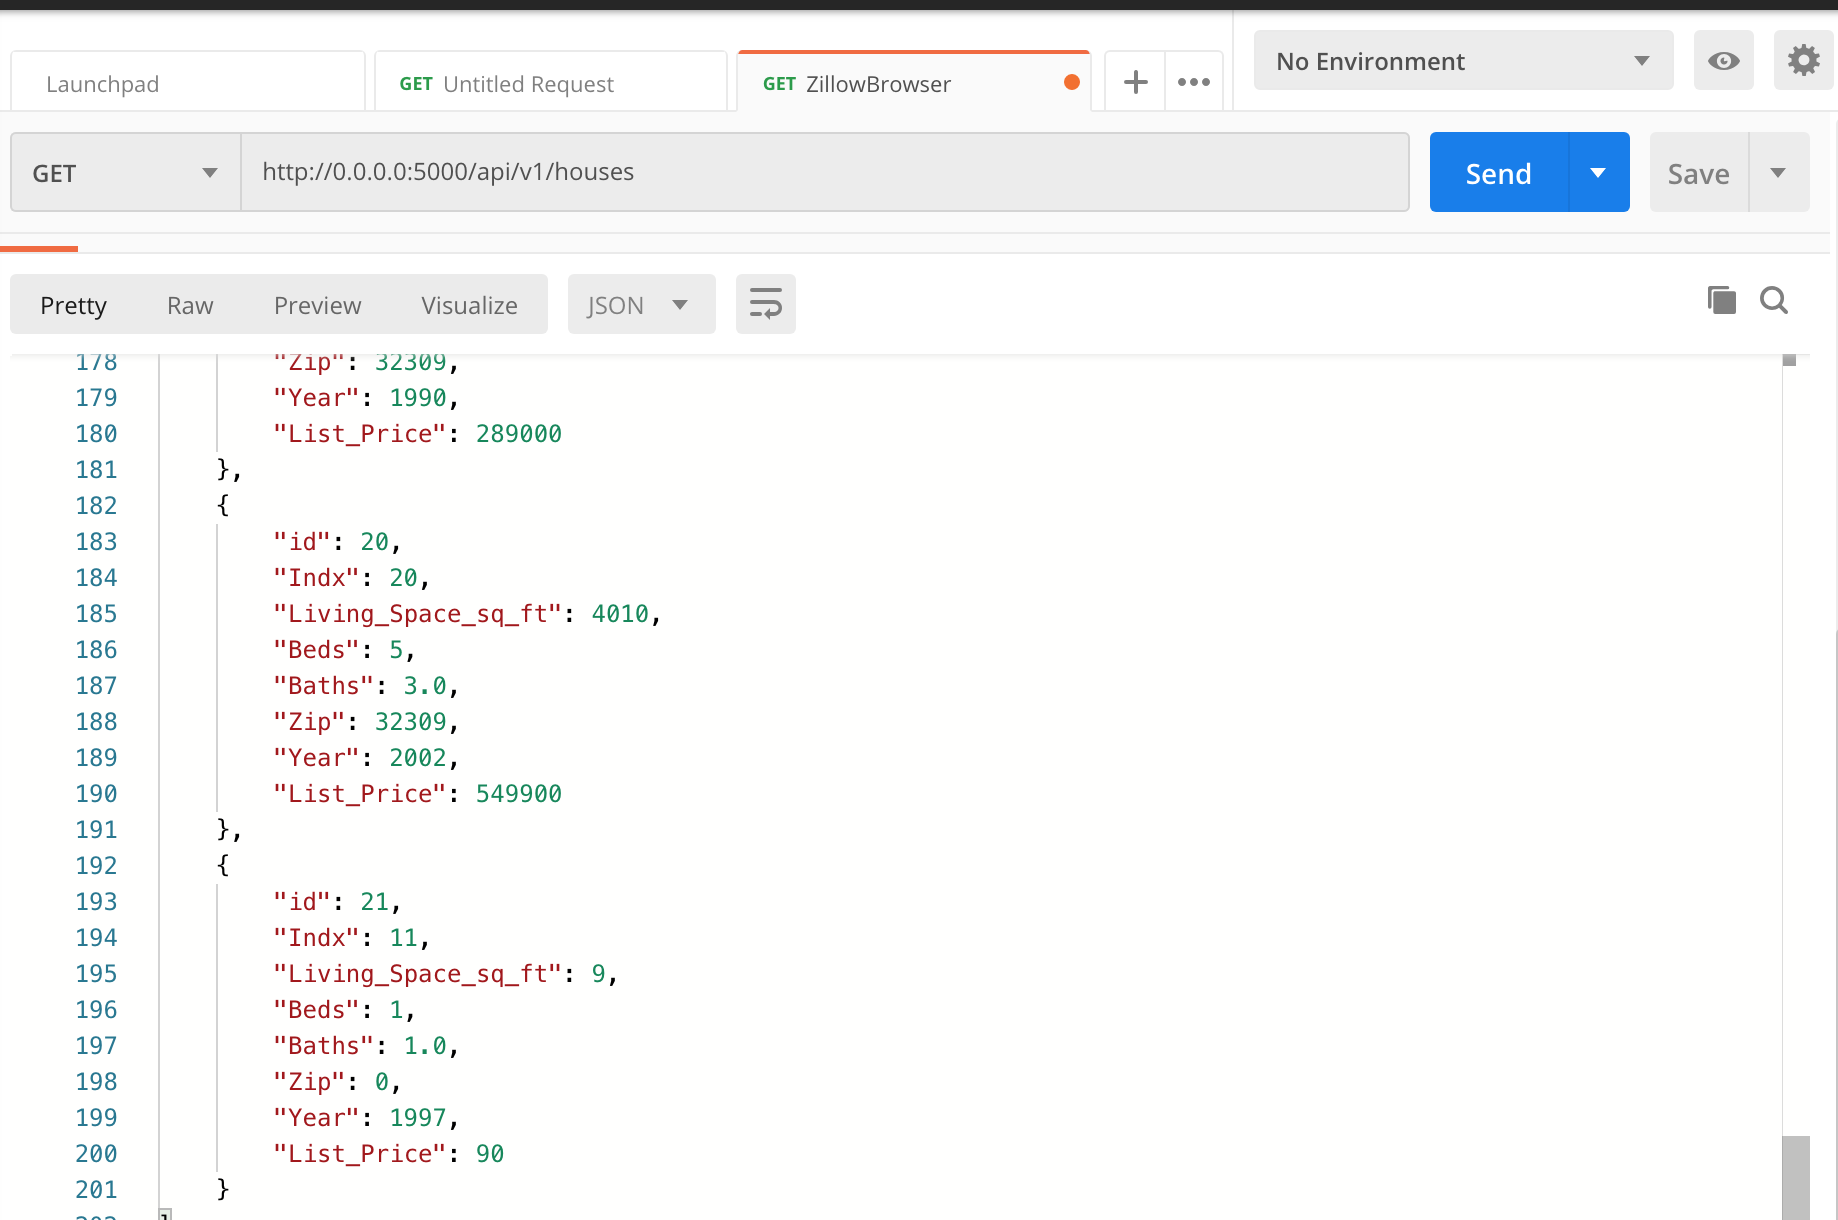 Launchpad
GET Untitled Request
GET ZillowBrowser
No Environment
GET
http://0.0.0.0:5000/api/v1/houses
Send
Save
Pretty Raw Preview Visualize JSON
178 "Zip": 32309,
179 "Year": 1990,
180 "List_Price": 289000
181 },
182 {
183 "id": 20,
184 "Indx": 20,
185 "Living_Space_sq_ft": 4010,
186 "Beds": 5,
187 "Baths": 3.0,
188 "Zip": 32309,
189 "Year": 2002,
190 "List_Price": 549900
191 },
192 {
193 "id": 21,
194 "Indx": 11,
195 "Living_Space_sq_ft": 9,
196 "Beds": 1,
197 "Baths": 1.0,
198 "Zip": 0,
199 "Year": 1997,
200 "List_Price": 90
201 }